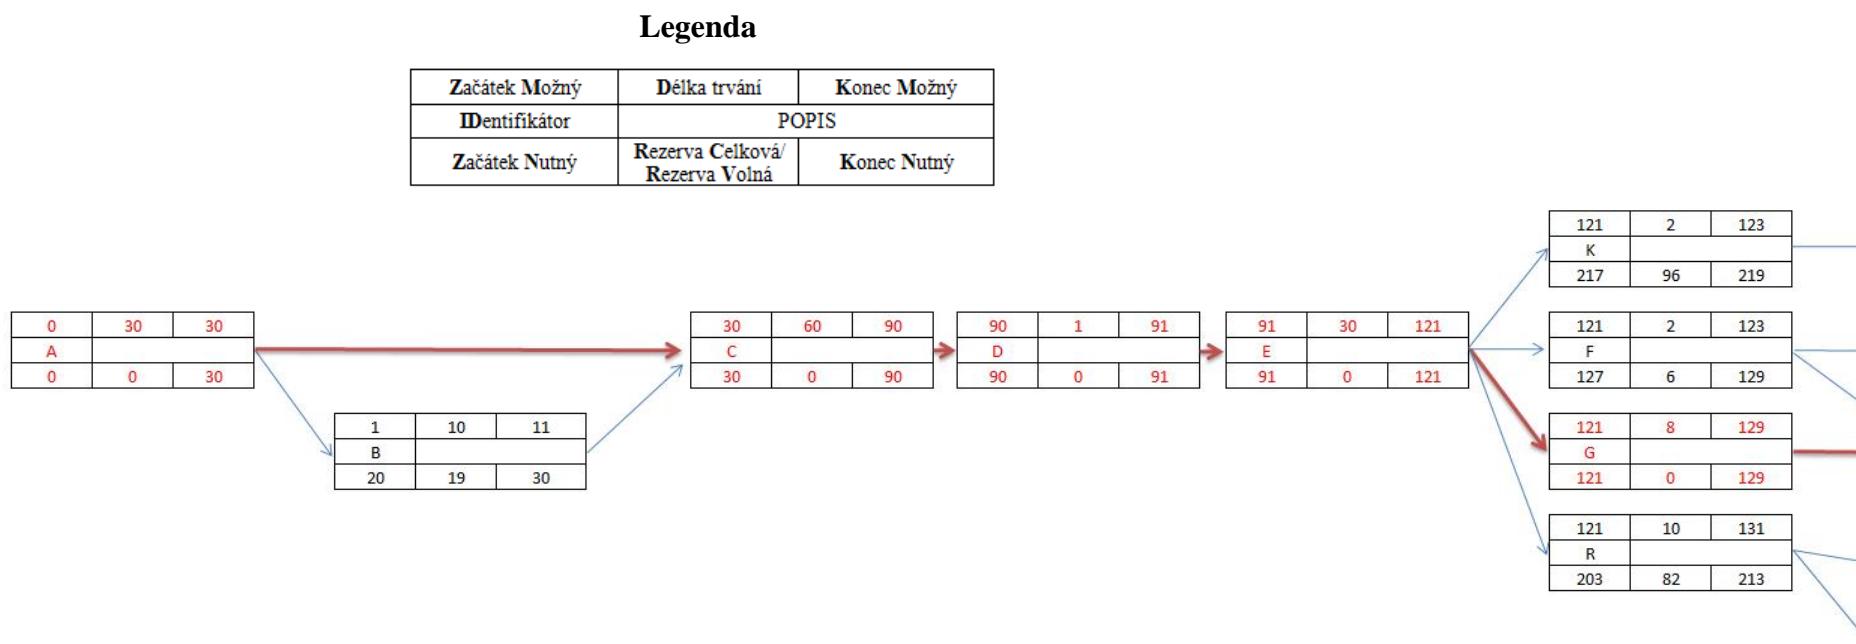 Legenda
Začátek Možný Délka trvání Konec Možný
IDentifikátor POPIS
Začátek Nutný Rezerva Celková/ Rezerva Volná Konec Nutný
0 30 30
A
0 0 30
1 10 11
B
20 19 30
30 60 90
C
30 0 90
90 1 91
D
90 0 91
91 30 121
E
91 0 121
121 2 123
K
217 96 219
121 2 123
F
127 6 129
121 8 129
G
121 0 129
121 10 131
R
203 82 213